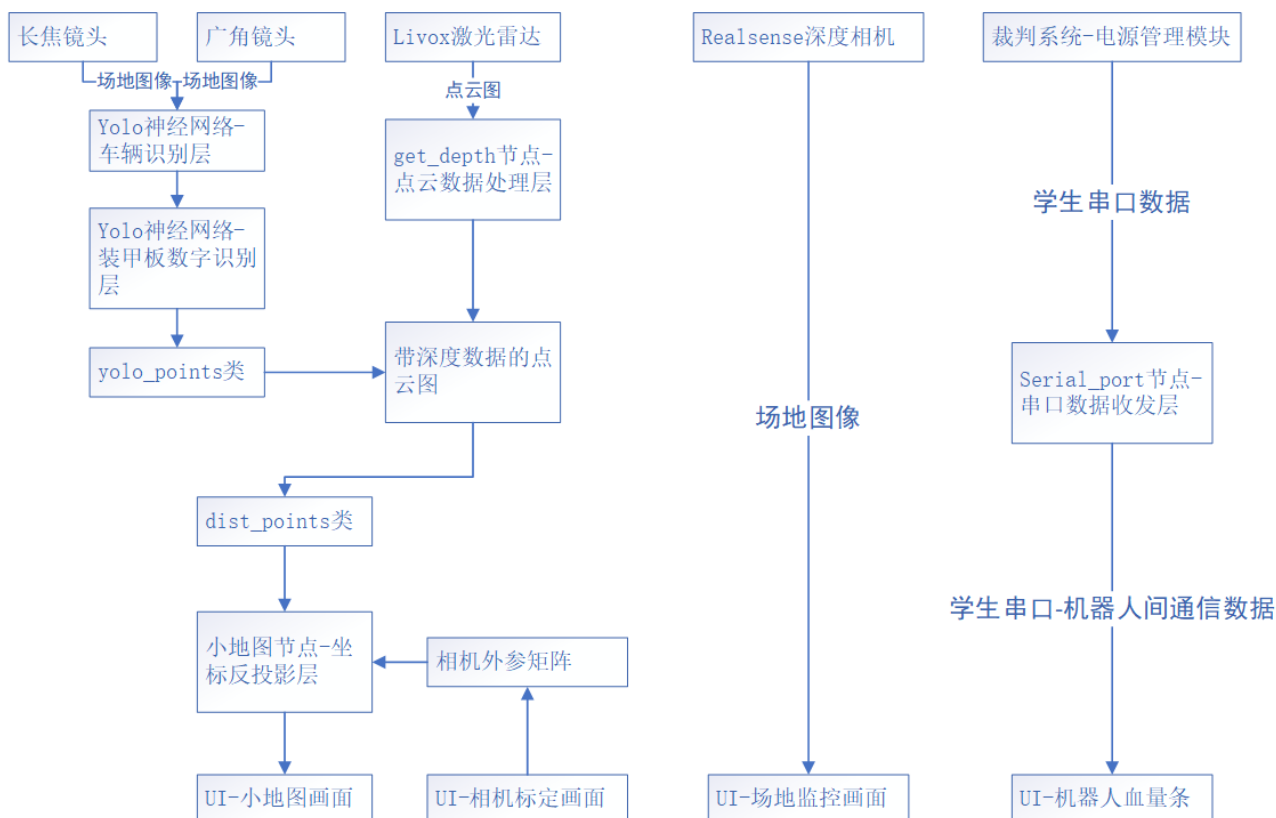 长焦镜头
广角镜头
Livox激光雷达
Realsense深度相机
裁判系统-电源管理模块
场地图像
场地图像
点云图
Yolo神经网络-
车辆识别层
get_depth节点-
点云数据处理层
学生串口数据
Yolo神经网络-
装甲板数字识别
层
yolo_points类
带深度数据的点
云图
Serial_port节点-
串口数据收发层
场地图像
dist_points类
学生串口-机器人间通信数据
小地图节点-坐
标反投影层
相机外参矩阵
UI-小地图画面
UI-相机标定画面
UI-场地监控画面
UI-机器人血量条